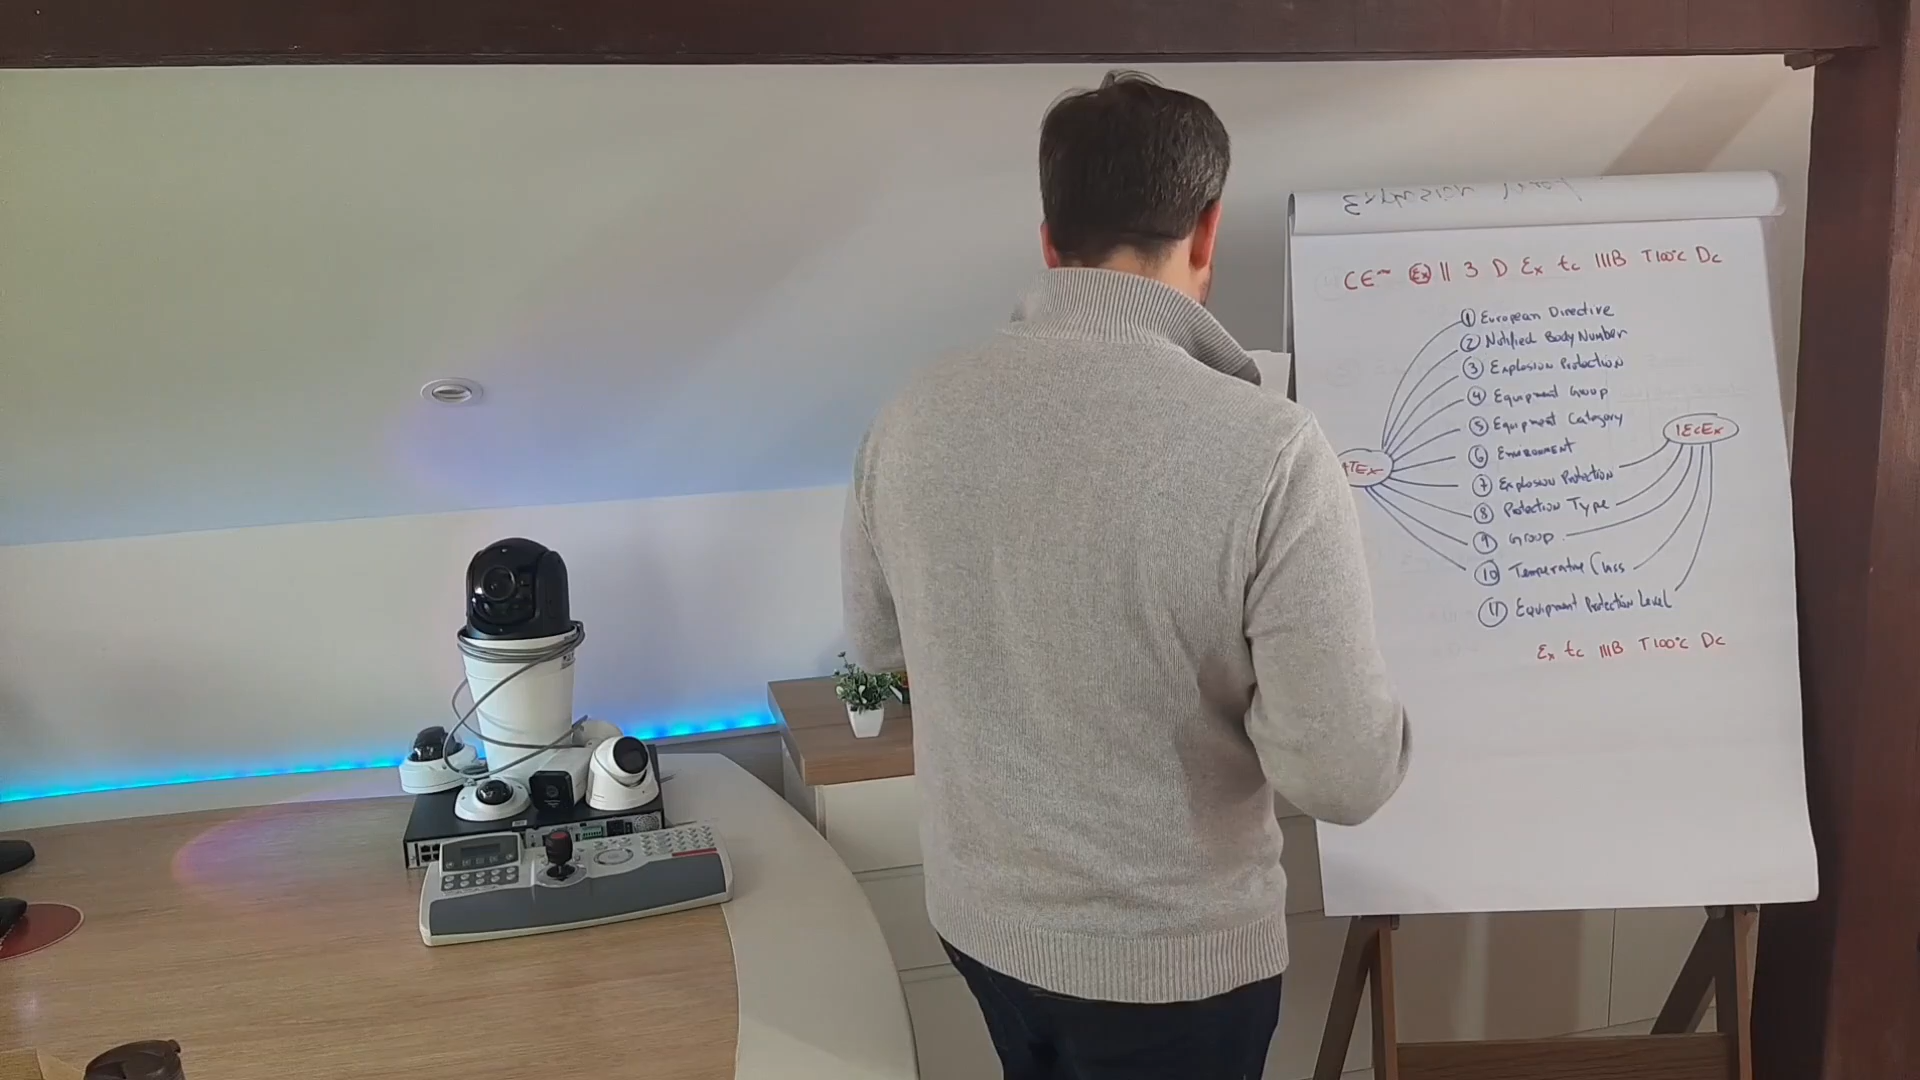 CE~ Ex II 3 D Ex tc IIIB T100°C Dc
1 European Directive
2 Notified Body Number
3 Explosion Protection
4 Equipment Group
5 Equipment Category
6 Environment
7 Explosion Protection
8 Protection Type
9 Group
10 Temperature Class
11 Equipment Protection Level
ATEX
IECEx
Ex tc IIIB T100°C Dc